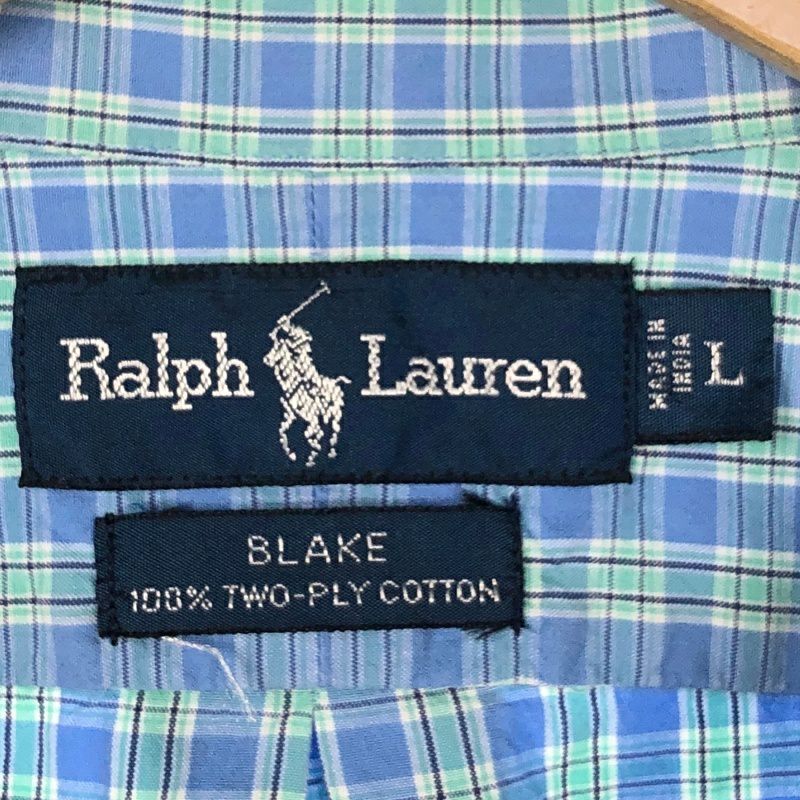 Ralph Lauren
MADE IN
INDIA
L
BLAKE
100% TWO-PLY COTTON